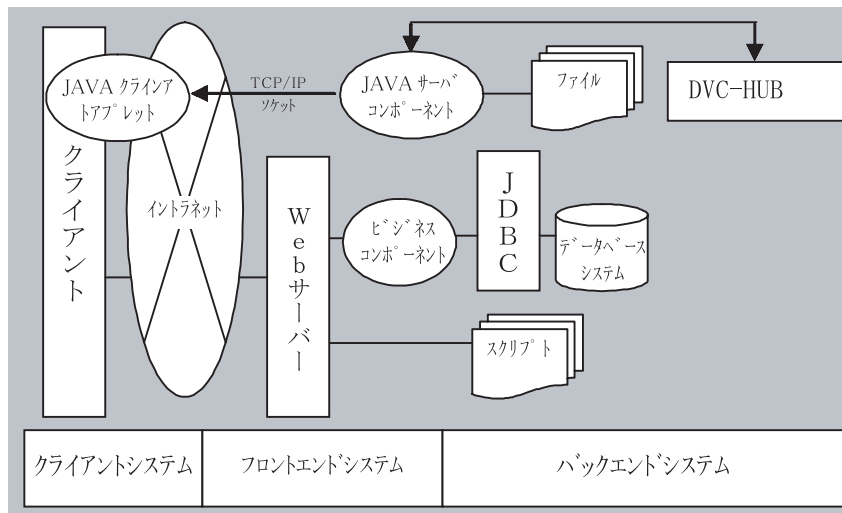 JAVA クライアン
トアプレット
TCP/IP
ソケット
JAVA サーバ
コンポーネント
ファイル
DVC-HUB
クライアント
イントラネット
Webサーバー
ビジネス
コンポーネント
JDBC
データベース
システム
スクリプト
クライアントシステム
フロントエンドシステム
バックエンドシステム